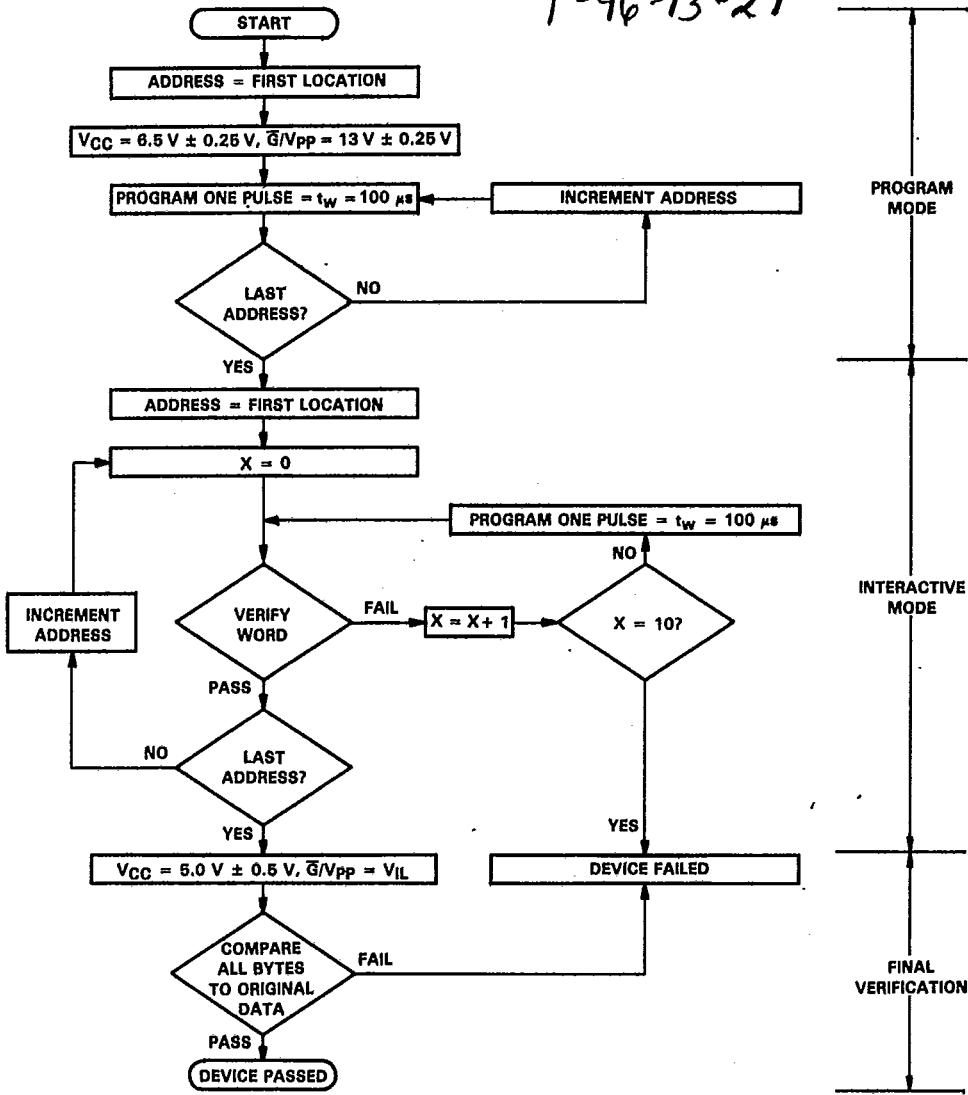 T-46-13-29
START
ADDRESS = FIRST LOCATION
VCC = 6.5 V ± 0.25 V, G̅/VPP = 13 V ± 0.25 V
PROGRAM ONE PULSE = tw = 100 μs
INCREMENT ADDRESS
LAST
ADDRESS?
NO
YES
PROGRAM
MODE
ADDRESS = FIRST LOCATION
X = 0
PROGRAM ONE PULSE = tw = 100 μs
NO
INCREMENT
ADDRESS
VERIFY
WORD
FAIL
X = X + 1
X = 10?
INTERACTIVE
MODE
PASS
NO
LAST
ADDRESS?
YES
YES
VCC = 5.0 V ± 0.5 V, G̅/VPP = VIL
DEVICE FAILED
COMPARE
ALL BYTES
TO ORIGINAL
DATA
FAIL
FINAL
VERIFICATION
PASS
DEVICE PASSED